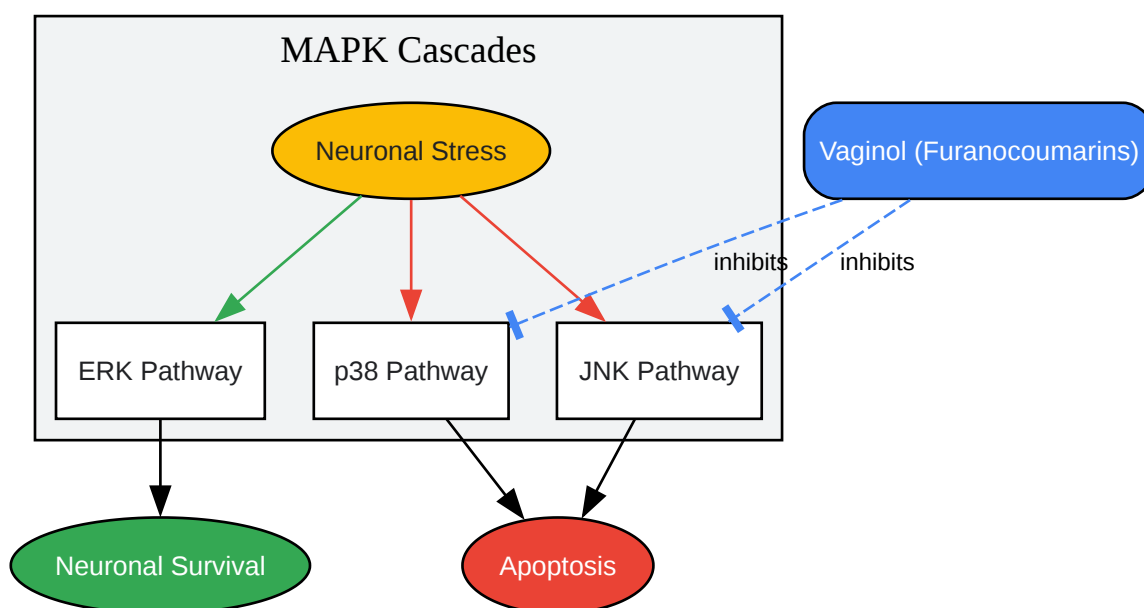 MAPK Cascades
Neuronal Stress
Vaginol (Furanocoumarins)
inhibits
inhibits
ERK Pathway
p38 Pathway
JNK Pathway
Neuronal Survival
Apoptosis